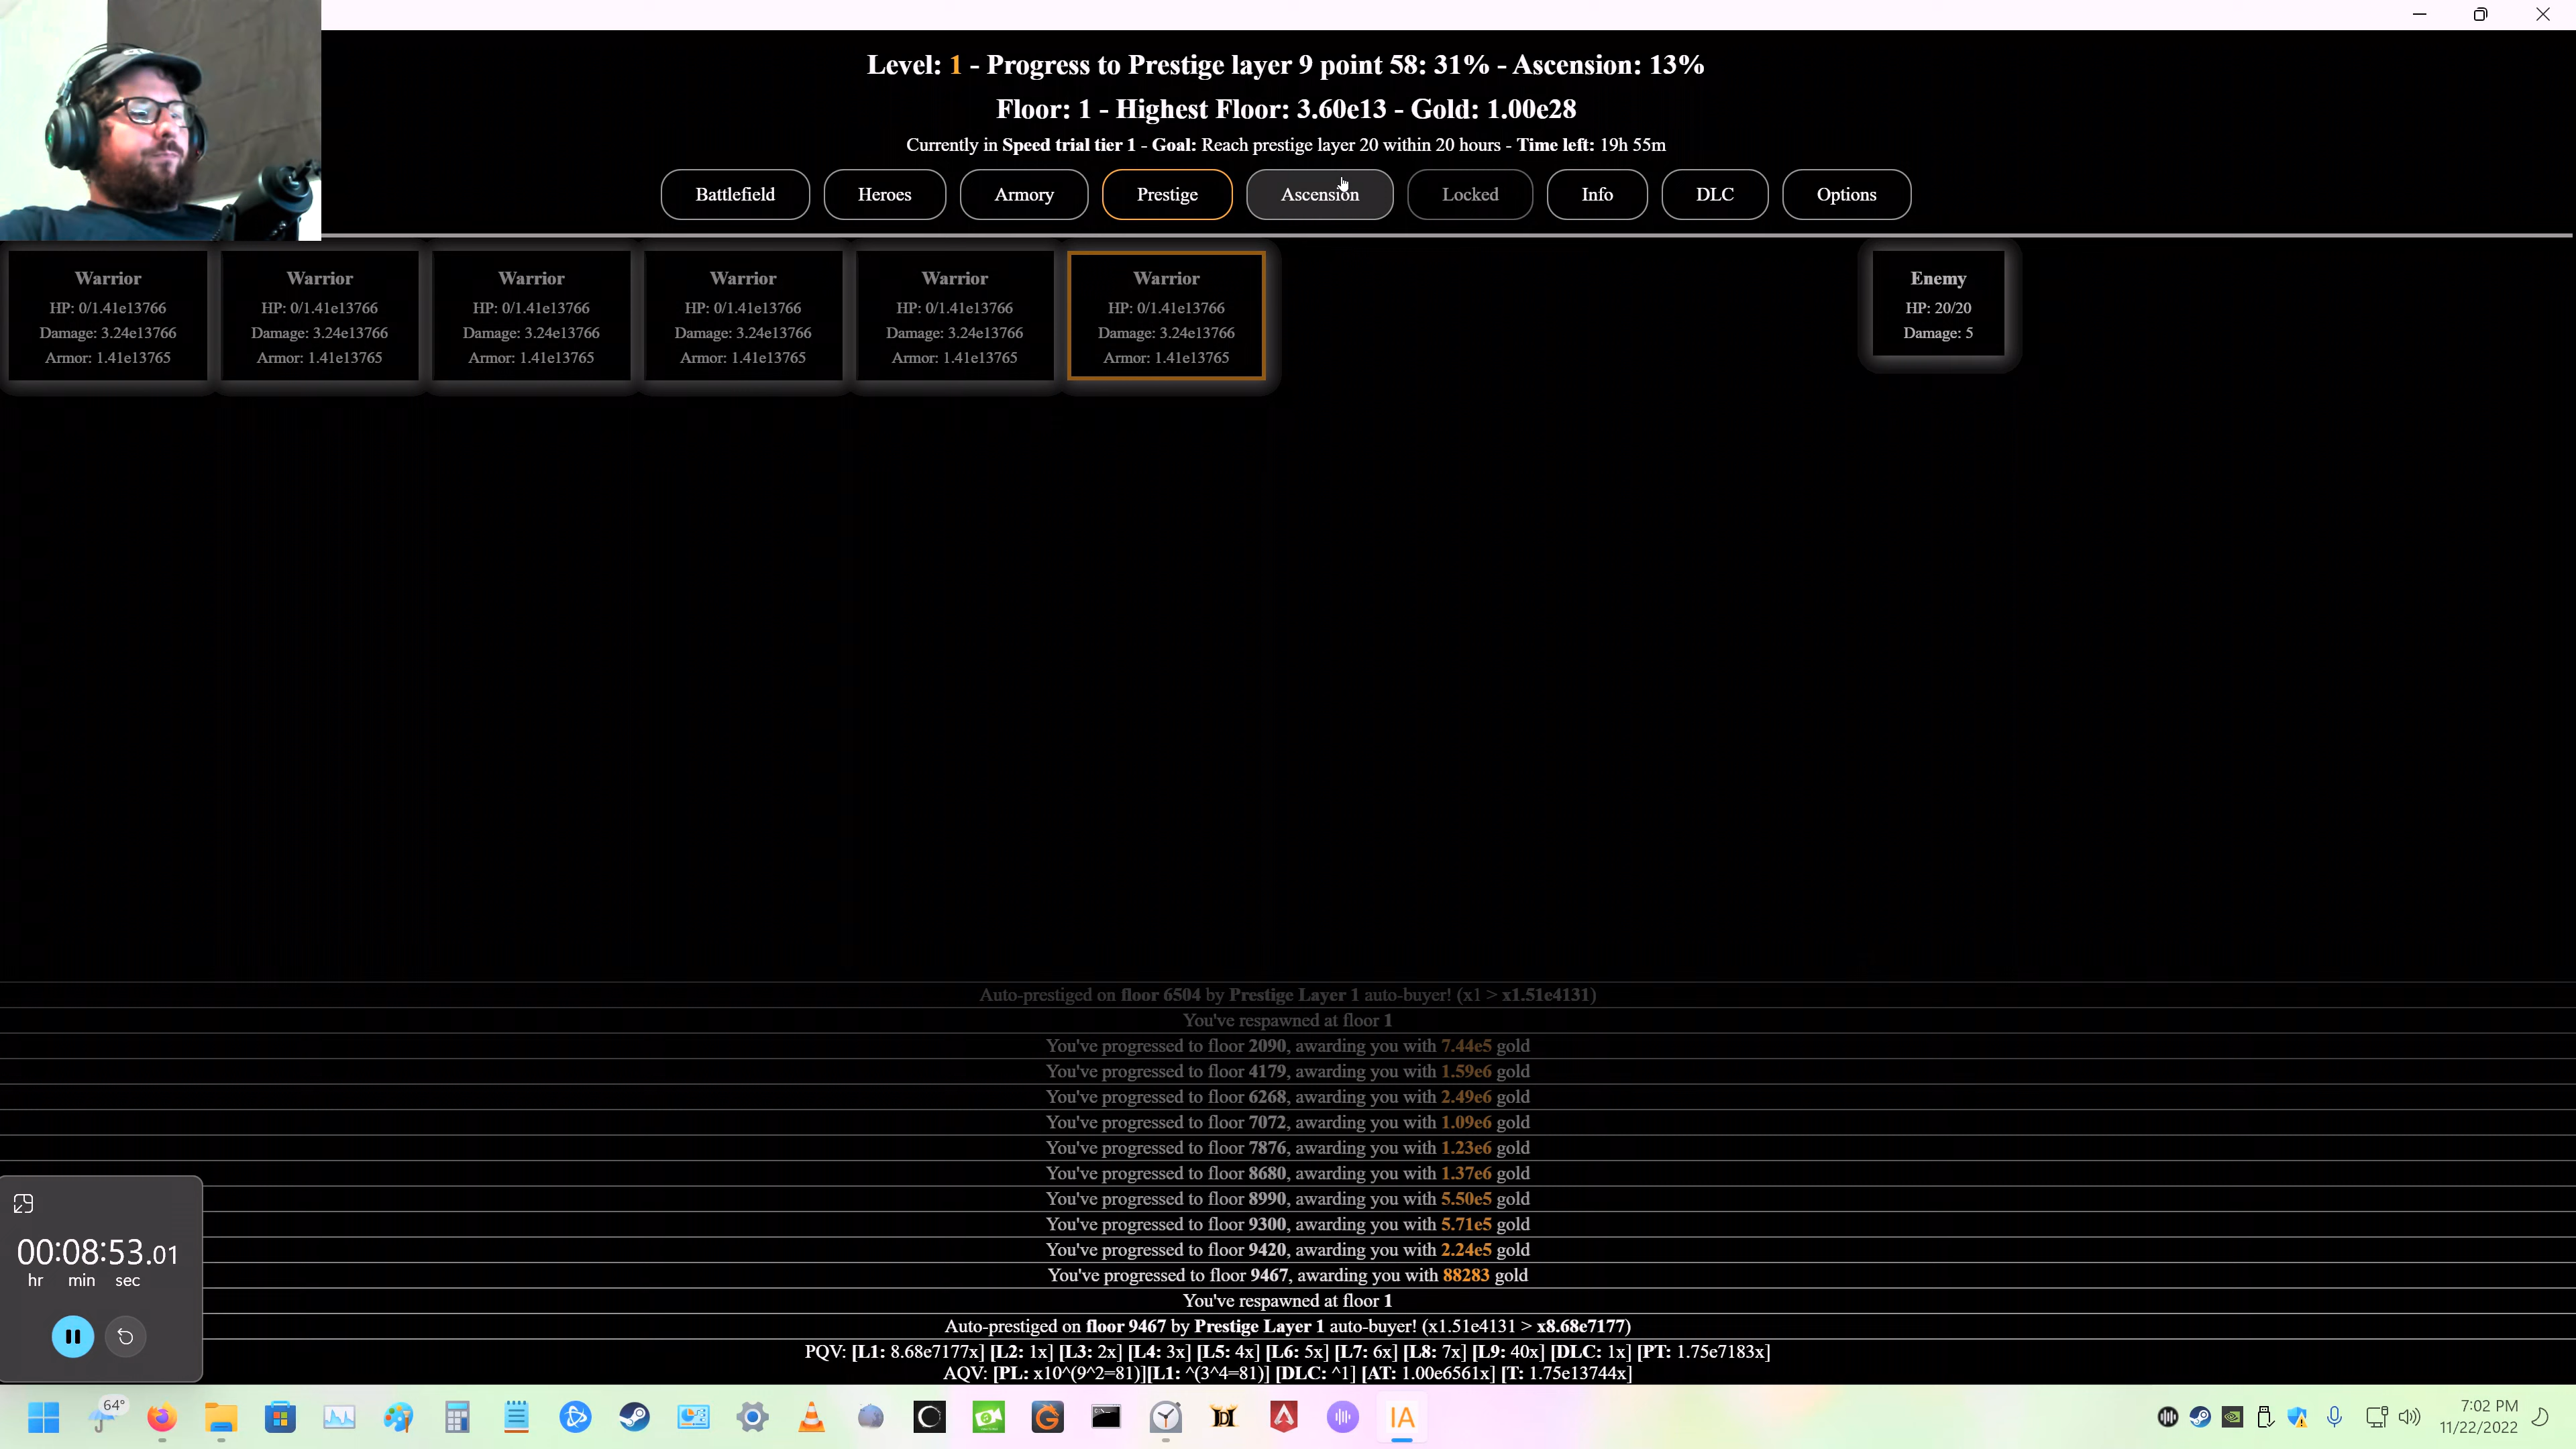 Level: 1 - Progress to Prestige layer 9 point 58: 31% - Ascension: 13%
Floor: 1 - Highest Floor: 3.60e13 - Gold: 1.00e28
Currently in Speed trial tier 1 - Goal: Reach prestige layer 20 within 20 hours - Time left: 19h 55m
Battlefield Heroes Armory Prestige Ascension Locked Info DLC Options
Warrior Warrior Warrior Warrior Warrior Warrior Enemy
HP: 0/1.41e13766 HP: 0/1.41e13766 HP: 0/1.41e13766 HP: 0/1.41e13766 HP: 0/1.41e13766 HP: 0/1.41e13766 HP: 20/20
Damage: 3.24e13766 Damage: 3.24e13766 Damage: 3.24e13766 Damage: 3.24e13766 Damage: 3.24e13766 Damage: 3.24e13766 Damage: 5
Armor: 1.41e13765 Armor: 1.41e13765 Armor: 1.41e13765 Armor: 1.41e13765 Armor: 1.41e13765 Armor: 1.41e13765
Auto-prestiged on floor 6504 by Prestige Layer 1 auto-buyer! (x1 > x1.51e4131)
You've respawned at floor 1
You've progressed to floor 2090, awarding you with 7.44e5 gold
You've progressed to floor 4179, awarding you with 1.59e6 gold
You've progressed to floor 6268, awarding you with 2.49e6 gold
You've progressed to floor 7072, awarding you with 1.09e6 gold
You've progressed to floor 7876, awarding you with 1.23e6 gold
You've progressed to floor 8680, awarding you with 1.37e6 gold
You've progressed to floor 8990, awarding you with 5.50e5 gold
You've progressed to floor 9300, awarding you with 5.71e5 gold
You've progressed to floor 9420, awarding you with 2.24e5 gold
You've progressed to floor 9467, awarding you with 88283 gold
You've respawned at floor 1
Auto-prestiged on floor 9467 by Prestige Layer 1 auto-buyer! (x1.51e4131 > x8.68e7177)
PQV: [L1: 8.68e7177x] [L2: 1x] [L3: 2x] [L4: 3x] [L5: 4x] [L6: 5x] [L7: 6x] [L8: 7x] [L9: 40x] [DLC: 1x] [PT: 1.75e7183x]
AQV: [PL: x10^(9^2=81)][L1: ^(3^4=81)] [DLC: ^1] [AT: 1.00e6561x] [T: 1.75e13744x]
00:08:53.01
hr min sec
64°
IA
7:02 PM
11/22/2022